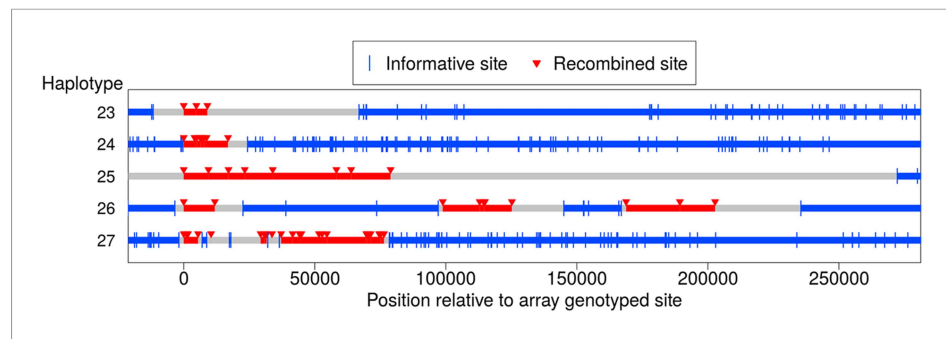 Informative site Recombined site
Haplotype
23
24
25
26
27
0 50000 100000 150000 200000 250000
Position relative to array genotyped site